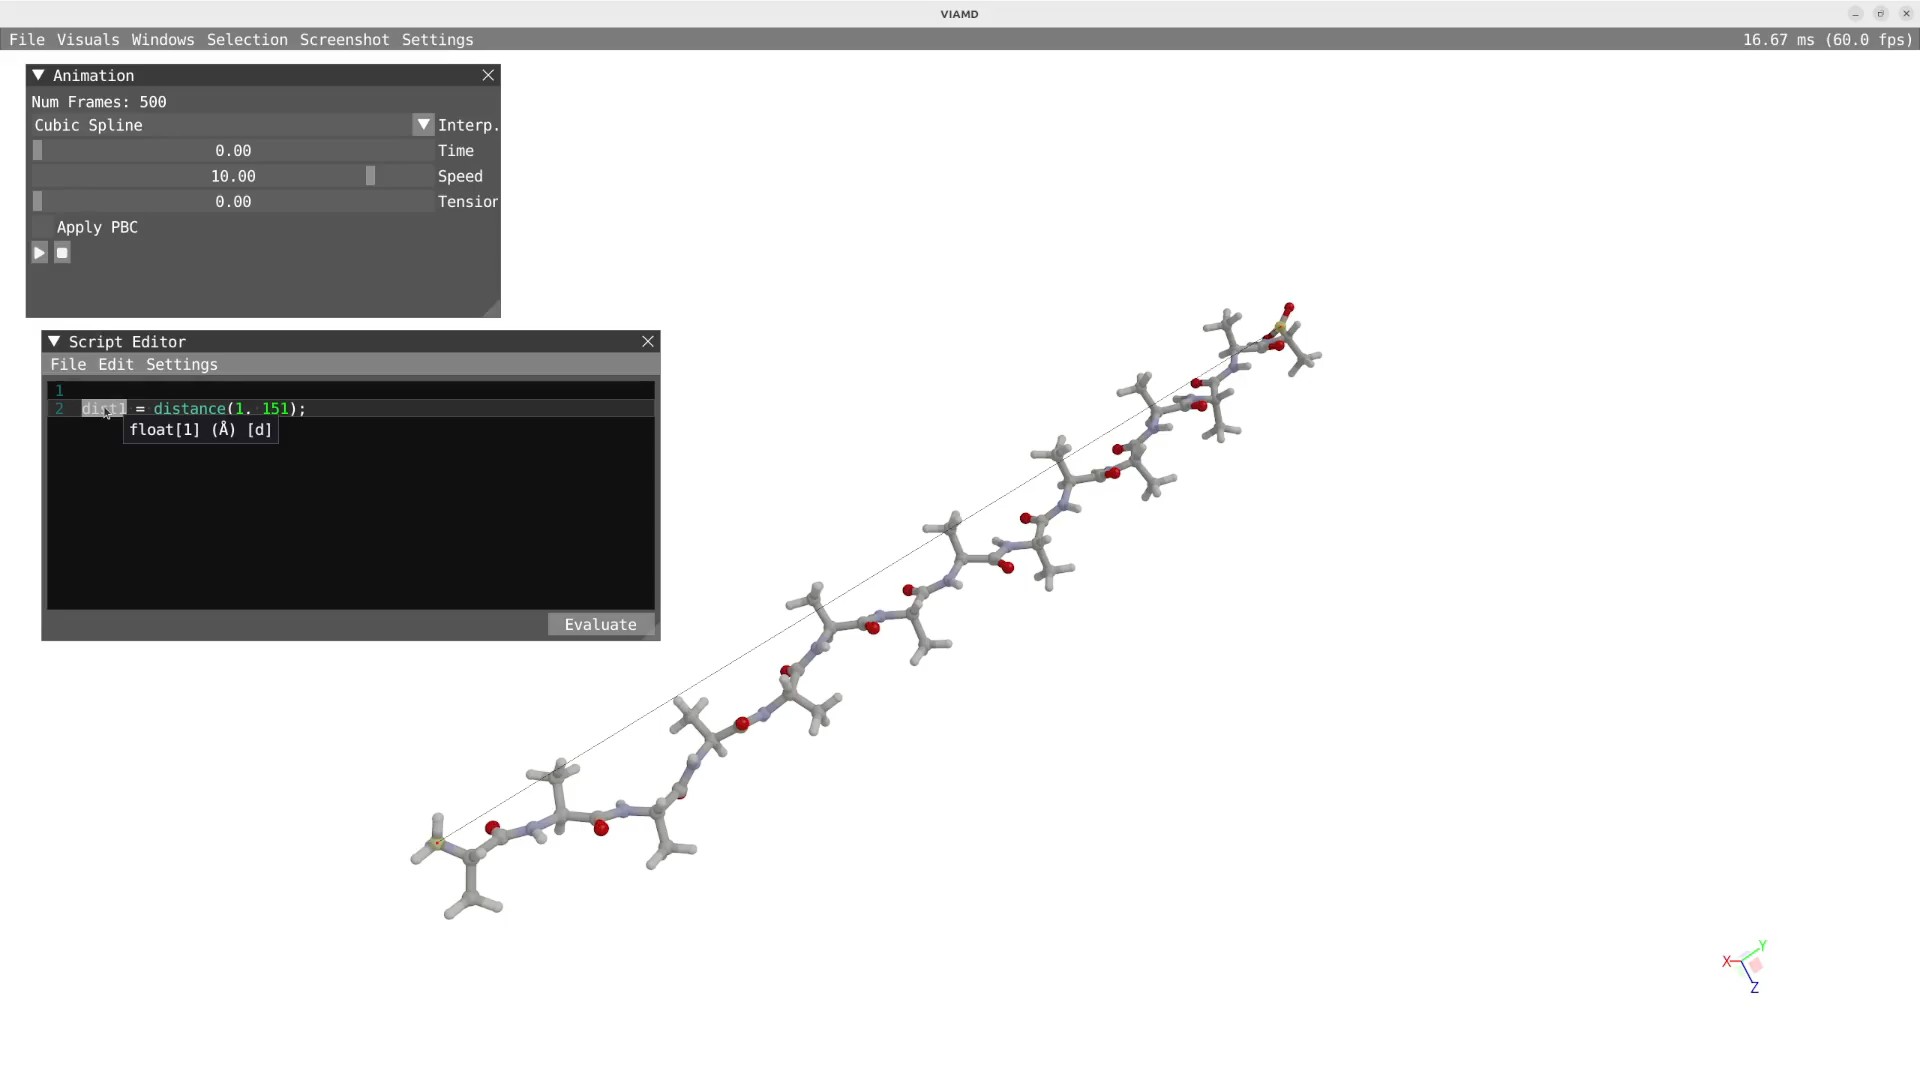 VIAMD
File Visuals Windows Selection Screenshot Settings
16.67 ms (60.0 fps)
Animation
Num Frames: 500
Cubic Spline Interp.
0.00 Time
10.00 Speed
0.00 Tension
Apply PBC
Script Editor
File Edit Settings
1
2 dist1 = distance(1, 151);
float[1] (Å) [d]
Evaluate
X
Y
Z